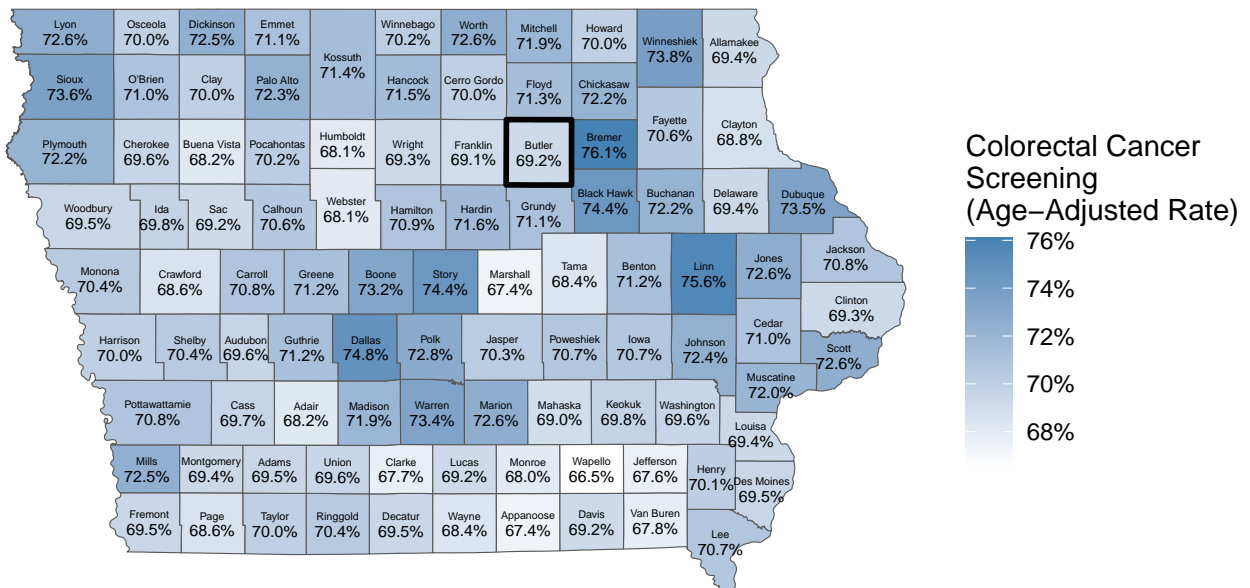 Lyon
72.6%
Osceola
70.0%
Dickinson
72.5%
Emmet
71.1%
Kossuth
71.4%
Winnebago
70.2%
Worth
72.6%
Mitchell
71.9%
Howard
70.0%
Winneshiek
73.8%
Allamakee
69.4%
Sioux
73.6%
O'Brien
71.0%
Clay
70.0%
Palo Alto
72.3%
Hancock
71.5%
Cerro Gordo
70.0%
Floyd
71.3%
Chickasaw
72.2%
Fayette
70.6%
Clayton
68.8%
Plymouth
72.2%
Cherokee
69.6%
Buena Vista
68.2%
Pocahontas
70.2%
Humboldt
68.1%
Wright
69.3%
Franklin
69.1%
Butler
69.2%
Bremer
76.1%
Woodbury
69.5%
Ida
69.8%
Sac
69.2%
Calhoun
70.6%
Webster
68.1%
Hamilton
70.9%
Hardin
71.6%
Grundy
71.1%
Black Hawk
74.4%
Buchanan
72.2%
Delaware
69.4%
Dubuque
73.5%
Monona
70.4%
Crawford
68.6%
Carroll
70.8%
Greene
71.2%
Boone
73.2%
Story
74.4%
Marshall
67.4%
Tama
68.4%
Benton
71.2%
Linn
75.6%
Jones
72.6%
Jackson
70.8%
Clinton
69.3%
Harrison
70.0%
Shelby
70.4%
Audubon
69.6%
Guthrie
71.2%
Dallas
74.8%
Polk
72.8%
Jasper
70.3%
Poweshiek
70.7%
Iowa
70.7%
Johnson
72.4%
Cedar
71.0%
Scott
72.6%
Muscatine
72.0%
Pottawattamie
70.8%
Cass
69.7%
Adair
68.2%
Madison
71.9%
Warren
73.4%
Marion
72.6%
Mahaska
69.0%
Keokuk
69.8%
Washington
69.6%
Louisa
69.4%
Mills
72.5%
Montgomery
69.4%
Adams
69.5%
Union
69.6%
Clarke
67.7%
Lucas
69.2%
Monroe
68.0%
Wapello
66.5%
Jefferson
67.6%
Henry
70.1%
Des Moines
69.5%
Fremont
69.5%
Page
68.6%
Taylor
70.0%
Ringgold
70.4%
Decatur
69.5%
Wayne
68.4%
Appanoose
67.4%
Davis
69.2%
Van Buren
67.8%
Lee
70.7%
Colorectal Cancer
Screening
(Age−Adjusted Rate)
76%
74%
72%
70%
68%